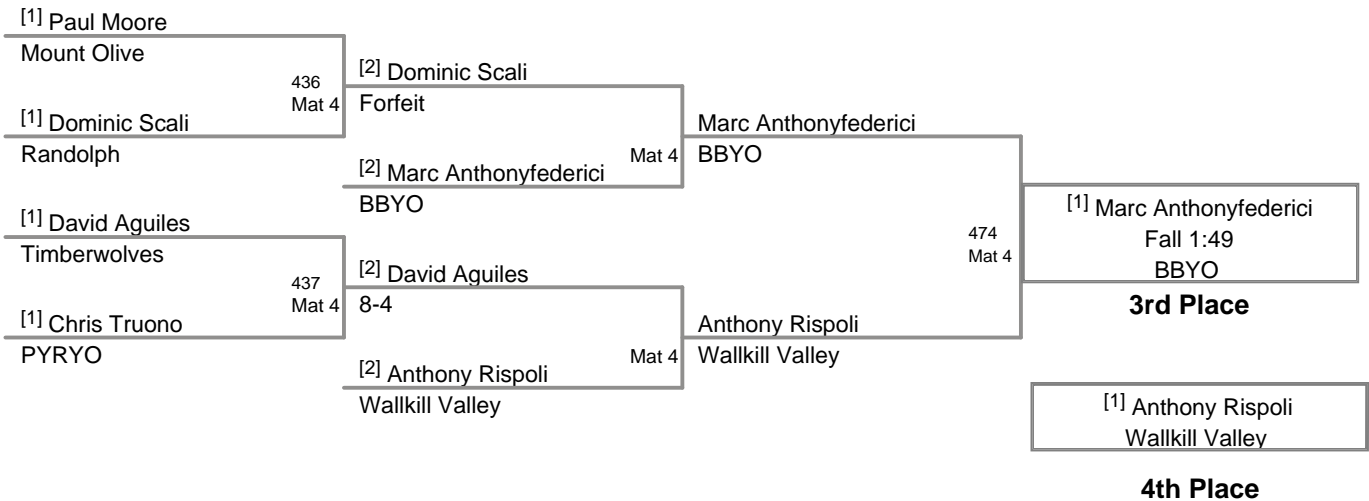 [1] Paul Moore
Mount Olive
436
Mat 4
[1] Dominic Scali
Randolph
[1] David Aguiles
Timberwolves
437
Mat 4
[1] Chris Truono
PYRYO
[2] Dominic Scali
Forfeit
Mat 4
[2] Marc Anthonyfederici
BBYO
[2] David Aguiles
8-4
Mat 4
[2] Anthony Rispoli
Wallkill Valley
Marc Anthonyfederici
BBYO
474
Mat 4
Anthony Rispoli
Wallkill Valley
[1] Marc Anthonyfederici
Fall 1:49
BBYO
3rd Place
[1] Anthony Rispoli
Wallkill Valley
4th Place